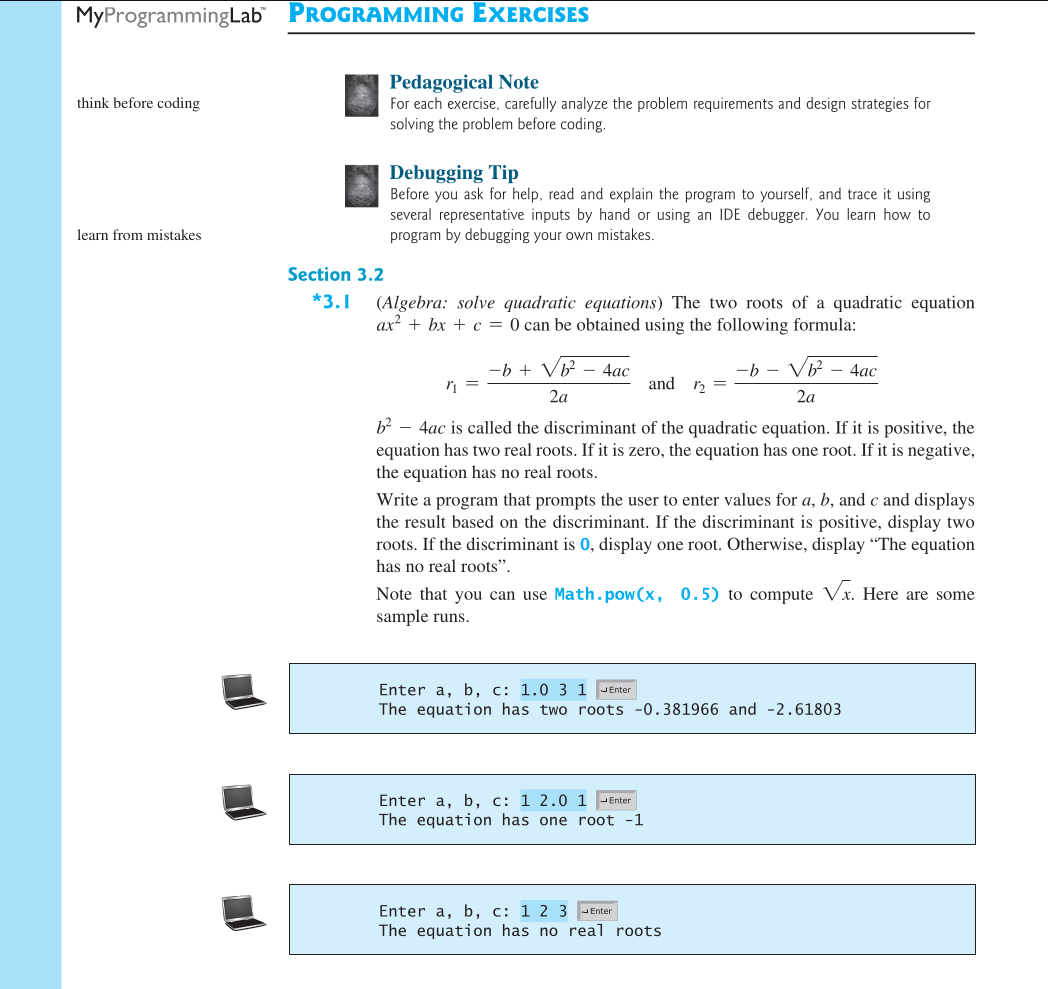 MyProgrammingLab™ PROGRAMMING EXERCISES
Pedagogical Note
think before coding
For each exercise, carefully analyze the problem requirements and design strategies for
solving the problem before coding.
Debugging Tip
Before you ask for help, read and explain the program to yourself, and trace it using
several representative inputs by hand or using an IDE debugger. You learn how to
learn from mistakes
program by debugging your own mistakes.
Section 3.2
*3.1 (Algebra: solve quadratic equations) The two roots of a quadratic equation
ax² + bx + c = 0 can be obtained using the following formula:
r₁ = (−b + √(b² − 4ac)) / 2a and r₂ = (−b − √(b² − 4ac)) / 2a
b² − 4ac is called the discriminant of the quadratic equation. If it is positive, the
equation has two real roots. If it is zero, the equation has one root. If it is negative,
the equation has no real roots.
Write a program that prompts the user to enter values for a, b, and c and displays
the result based on the discriminant. If the discriminant is positive, display two
roots. If the discriminant is 0, display one root. Otherwise, display “The equation
has no real roots”.
Note that you can use Math.pow(x, 0.5) to compute √x. Here are some
sample runs.
Enter a, b, c: 1.0 3 1 ↵Enter
The equation has two roots -0.381966 and -2.61803
Enter a, b, c: 1 2.0 1 ↵Enter
The equation has one root -1
Enter a, b, c: 1 2 3 ↵Enter
The equation has no real roots